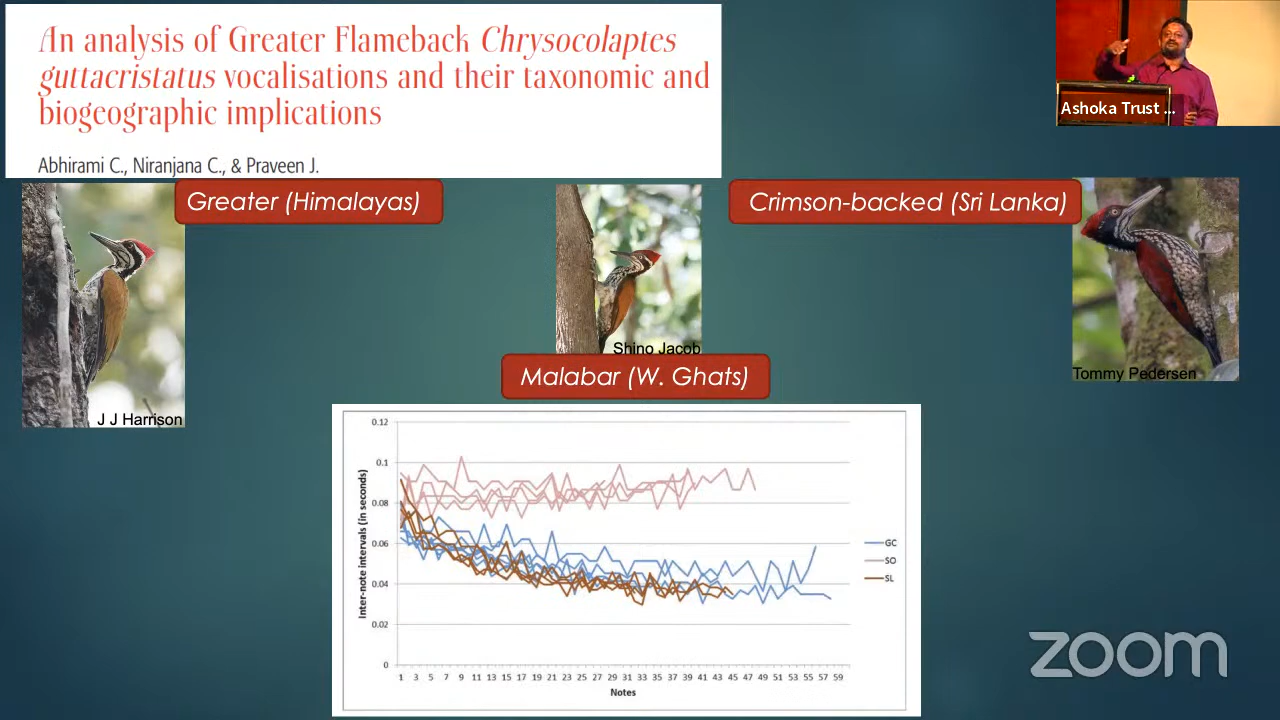 An analysis of Greater Flameback Chrysocolaptes
guttacristatus vocalisations and their taxonomic and
biogeographic implications
Abhirami C., Niranjana C., & Praveen J.
Ashoka Trust ...
Greater (Himalayas)
Crimson-backed (Sri Lanka)
J J Harrison
Shino Jacob
Tommy Pedersen
Malabar (W. Ghats)
Inter-note intervals (in seconds)
0.12
0.1
0.08
0.06
0.04
0.02
0
1 3 5 7 9 11 13 15 17 19 21 23 25 27 29 31 33 35 37 39 41 43 45 47 49 51 53 55 57 59
Notes
GC
SO
SL
zoom